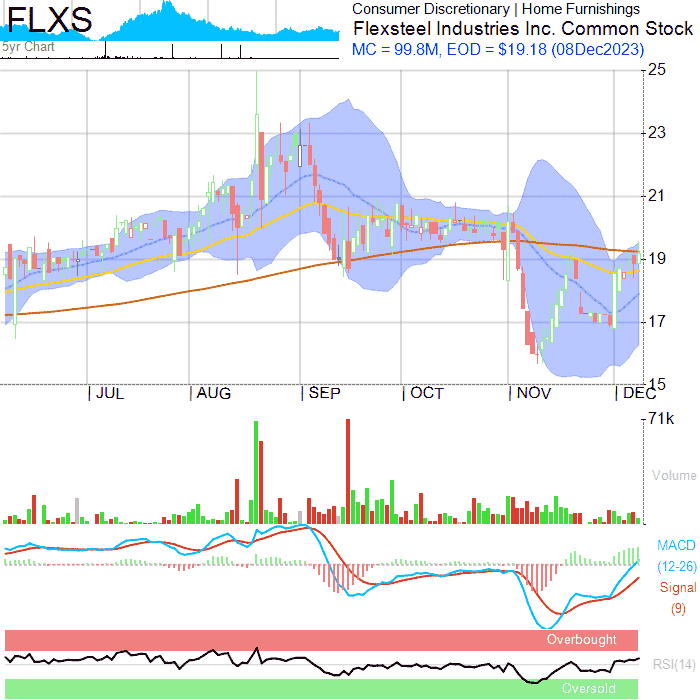 FLXS
Consumer Discretionary | Home Furnishings
Flexsteel Industries Inc. Common Stock
5yr Chart
MC = 99.8M, EOD = $19.18 (08Dec2023)
25
23
21
19
17
15
JUL
AUG
SEP
OCT
NOV
DEC
71k
Volume
MACD
(12-26)
Signal
(9)
Overbought
RSI(14)
Oversold